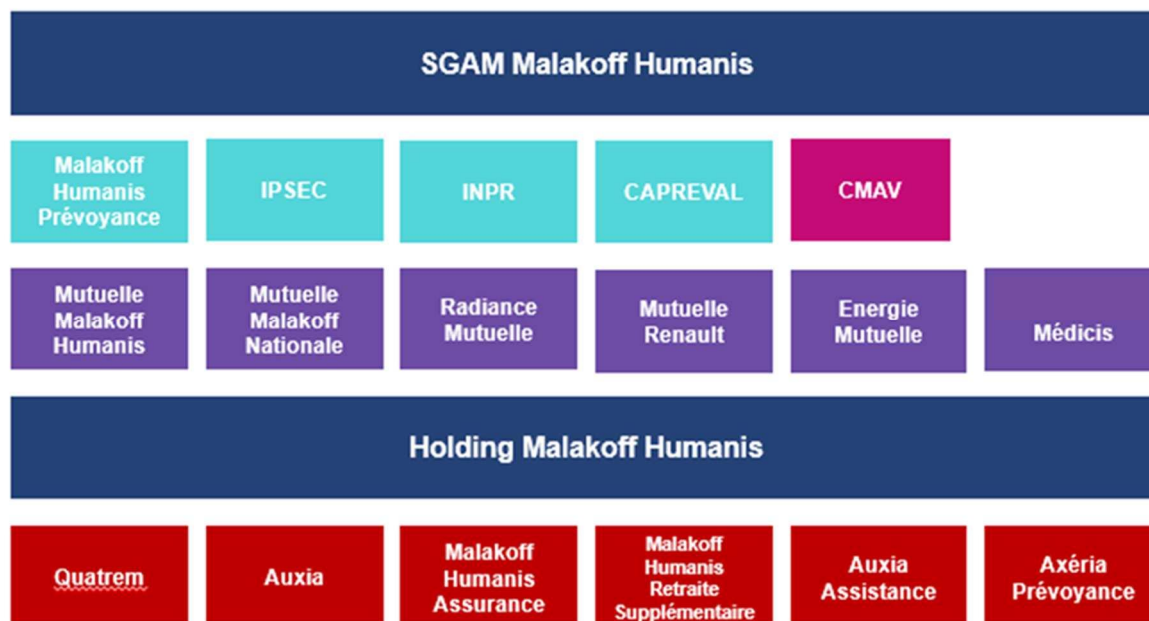 SGAM Malakoff Humanis
Malakoff
Humanis
Prévoyance
IPSEC
INPR
CAPREVAL
CMAV
Mutuelle
Malakoff
Humanis
Mutuelle
Malakoff
Nationale
Radiance
Mutuelle
Mutuelle
Renault
Energie
Mutuelle
Médicis
Holding Malakoff Humanis
Quatrem
Auxia
Malakoff
Humanis
Assurance
Malakoff
Humanis
Retraite
Supplémentaire
Auxia
Assistance
Axéria
Prévoyance